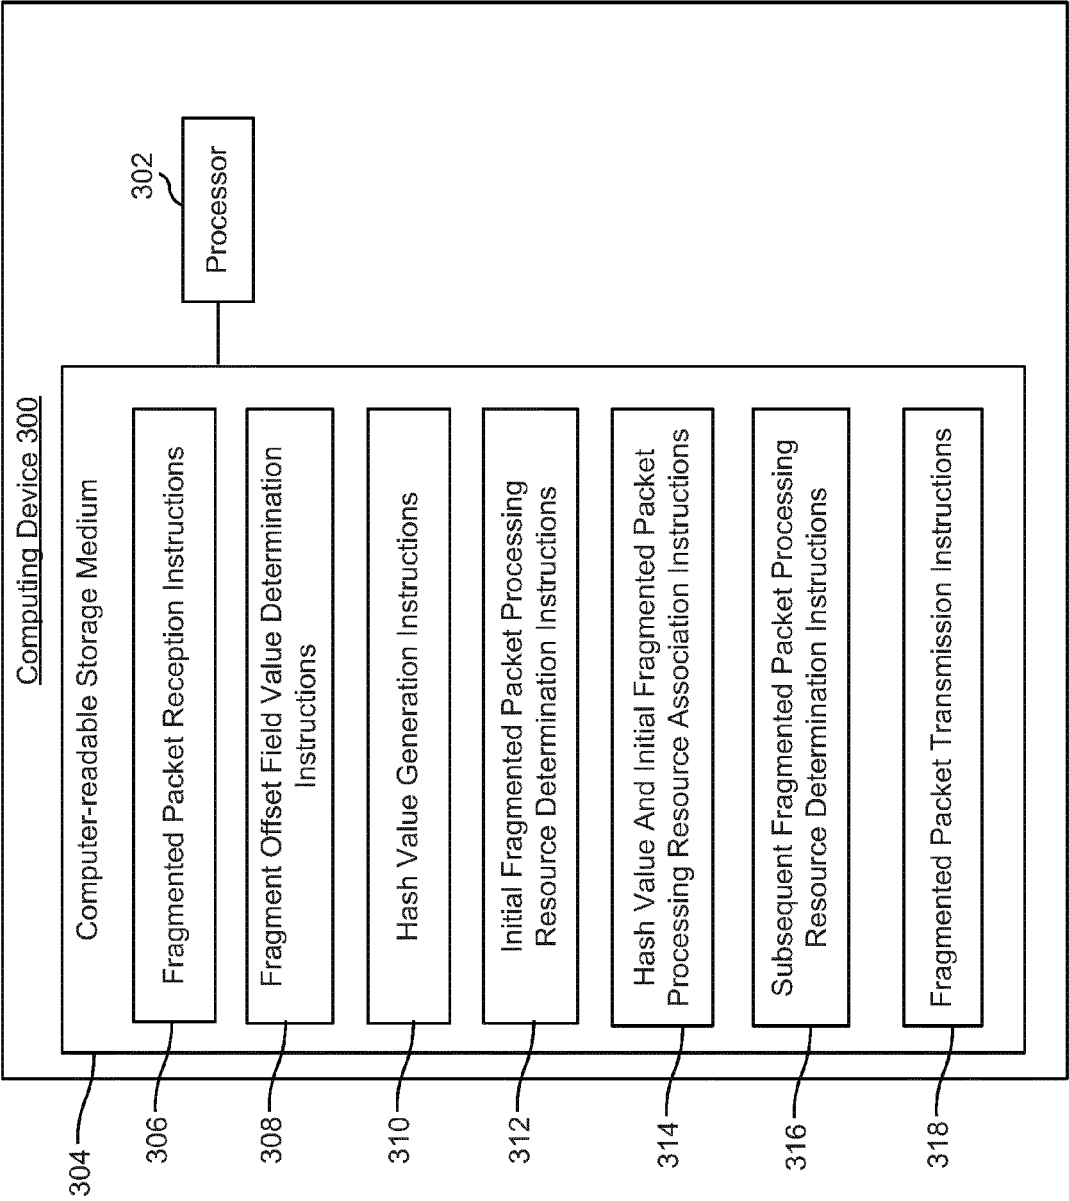 Computing Device 300
304
Computer-readable Storage Medium
302
Processor
306
Fragmented Packet Reception Instructions
308
Fragment Offset Field Value Determination
Instructions
310
Hash Value Generation Instructions
312
Initial Fragmented Packet Processing
Resource Determination Instructions
314
Hash Value And Initial Fragmented Packet
Processing Resource Association Instructions
316
Subsequent Fragmented Packet Processing
Resource Determination Instructions
318
Fragmented Packet Transmission Instructions